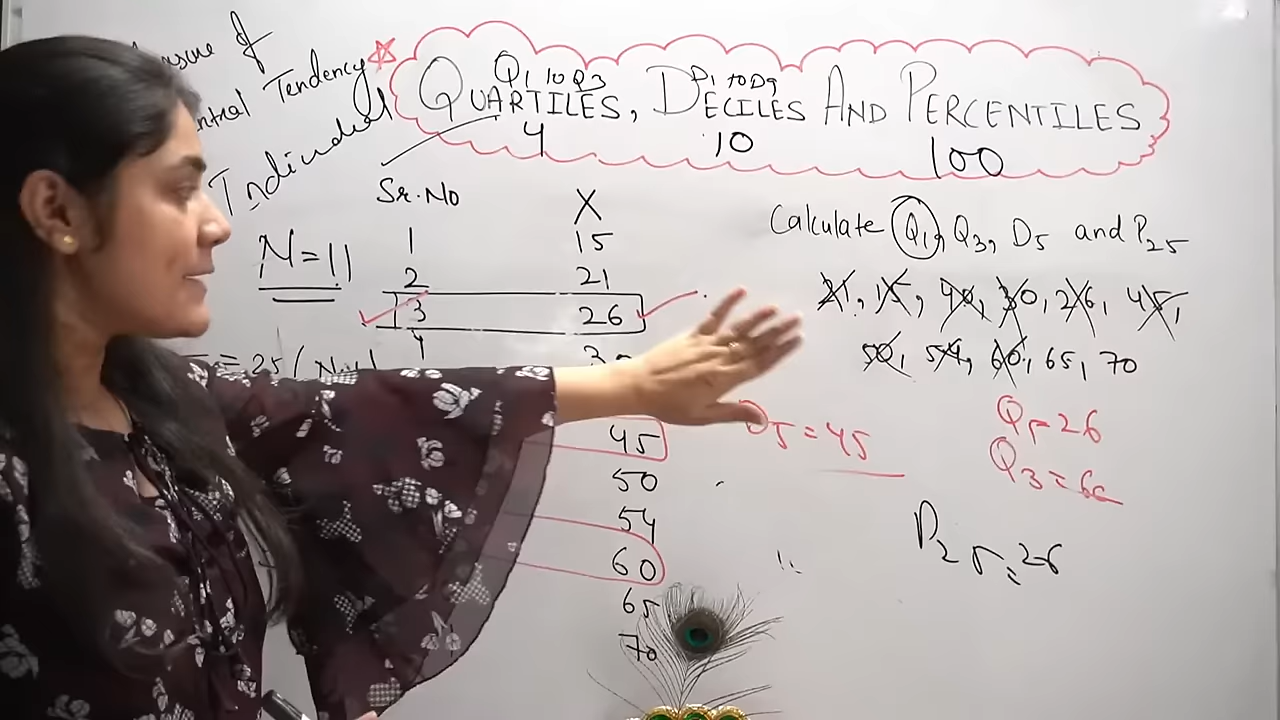 of
Central Tendency
Individual
Q1 to Q3 D1 to D9
QUARTILES, DECILES AND PERCENTILES
4 10 100
Sr.No X
N=11
1 15
2 21
3 26
4 30
= 25 (N+1
45
50
54
60
65
70
Calculate Q1, Q3, D5 and P25
21, 15, 40, 30, 26, 45,
50, 54, 60, 65, 70
D5 = 45
Q1=26
Q3=60
P25=26